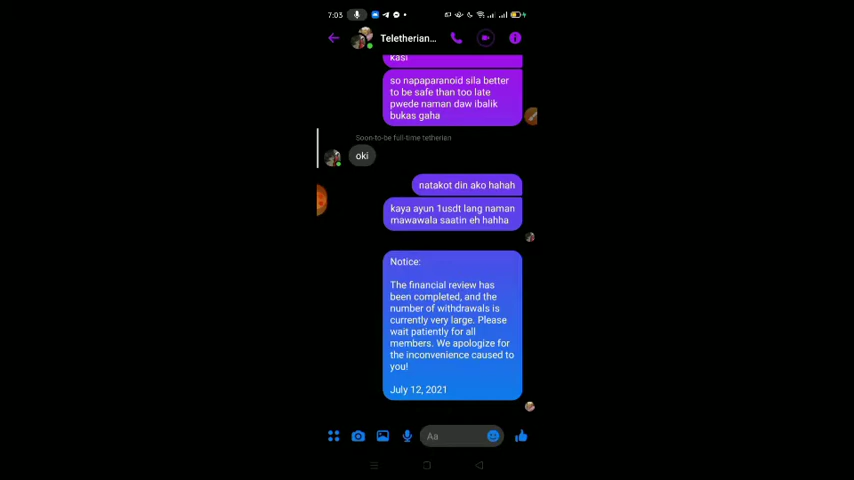 7:03
Teletherian...
kasi
so napaparanoid sila better
to be safe than too late
pwede naman daw ibalik
bukas gaha
Soon-to-be full-time tetherian
oki
natakot din ako hahah
kaya ayun 1usdt lang naman
mawawala saatin eh hahha
Notice:
The financial review has
been completed, and the
number of withdrawals is
currently very large. Please
wait patiently for all
members. We apologize for
the inconvenience caused to
you!
July 12, 2021
Aa